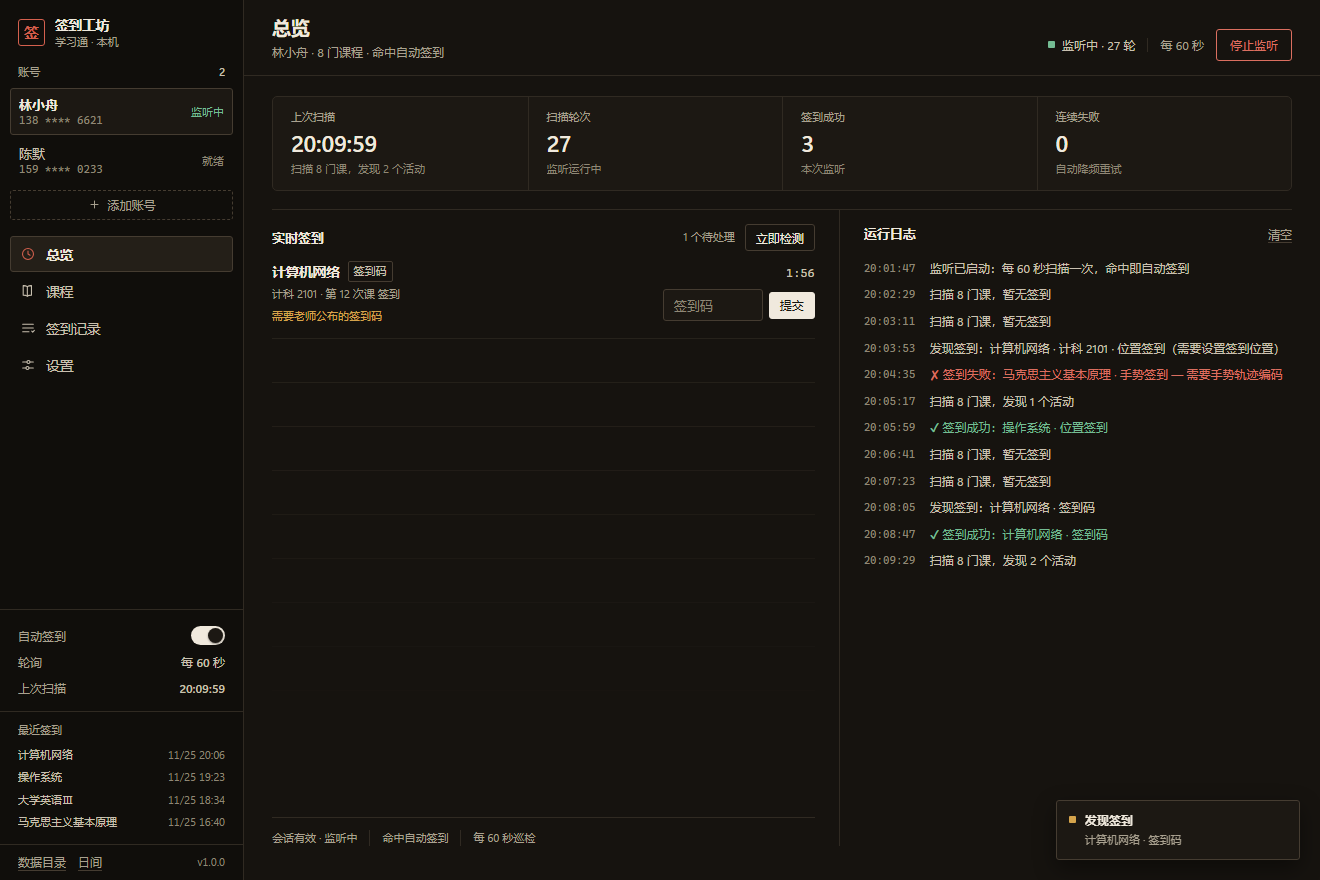 签
签到工坊
学习通 · 本机
账号 2
林小舟
138 **** 6621
监听中
陈默
159 **** 0233
就绪
+ 添加账号
总览
课程
签到记录
设置
自动签到
轮询 每 60 秒
上次扫描 20:09:59
最近签到
计算机网络 11/25 20:06
操作系统 11/25 19:23
大学英语Ⅲ 11/25 18:34
马克思主义基本原理 11/25 16:40
数据目录 日间 v1.0.0
总览
林小舟 · 8 门课程 · 命中自动签到
监听中 · 27 轮 每 60 秒 停止监听
上次扫描
20:09:59
扫描 8 门课，发现 2 个活动
扫描轮次
27
监听运行中
签到成功
3
本次监听
连续失败
0
自动降频重试
实时签到 1 个待处理 立即检测
计算机网络 签到码 1:56
计科 2101 · 第 12 次课 签到
需要老师公布的签到码
签到码 提交
会话有效 · 监听中 命中自动签到 每 60 秒巡检
运行日志 清空
20:01:47 监听已启动：每 60 秒扫描一次，命中即自动签到
20:02:29 扫描 8 门课，暂无签到
20:03:11 扫描 8 门课，暂无签到
20:03:53 发现签到：计算机网络 · 计科 2101 · 位置签到（需要设置签到位置）
20:04:35 ✗ 签到失败：马克思主义基本原理 · 手势签到 — 需要手势轨迹编码
20:05:17 扫描 8 门课，发现 1 个活动
20:05:59 ✓ 签到成功：操作系统 · 位置签到
20:06:41 扫描 8 门课，暂无签到
20:07:23 扫描 8 门课，暂无签到
20:08:05 发现签到：计算机网络 · 签到码
20:08:47 ✓ 签到成功：计算机网络 · 签到码
20:09:29 扫描 8 门课，发现 2 个活动
发现签到
计算机网络 · 签到码